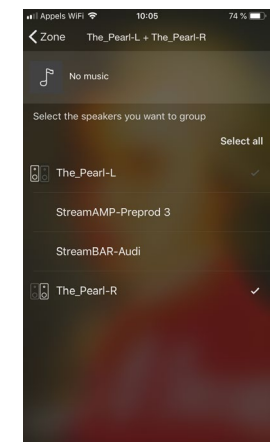 Appels WiFi 10:05 74 %
Zone The_Pearl-L + The_Pearl-R
No music
Select the speakers you want to group
Select all
The_Pearl-L
StreamAMP-Preprod 3
StreamBAR-Audi
The_Pearl-R